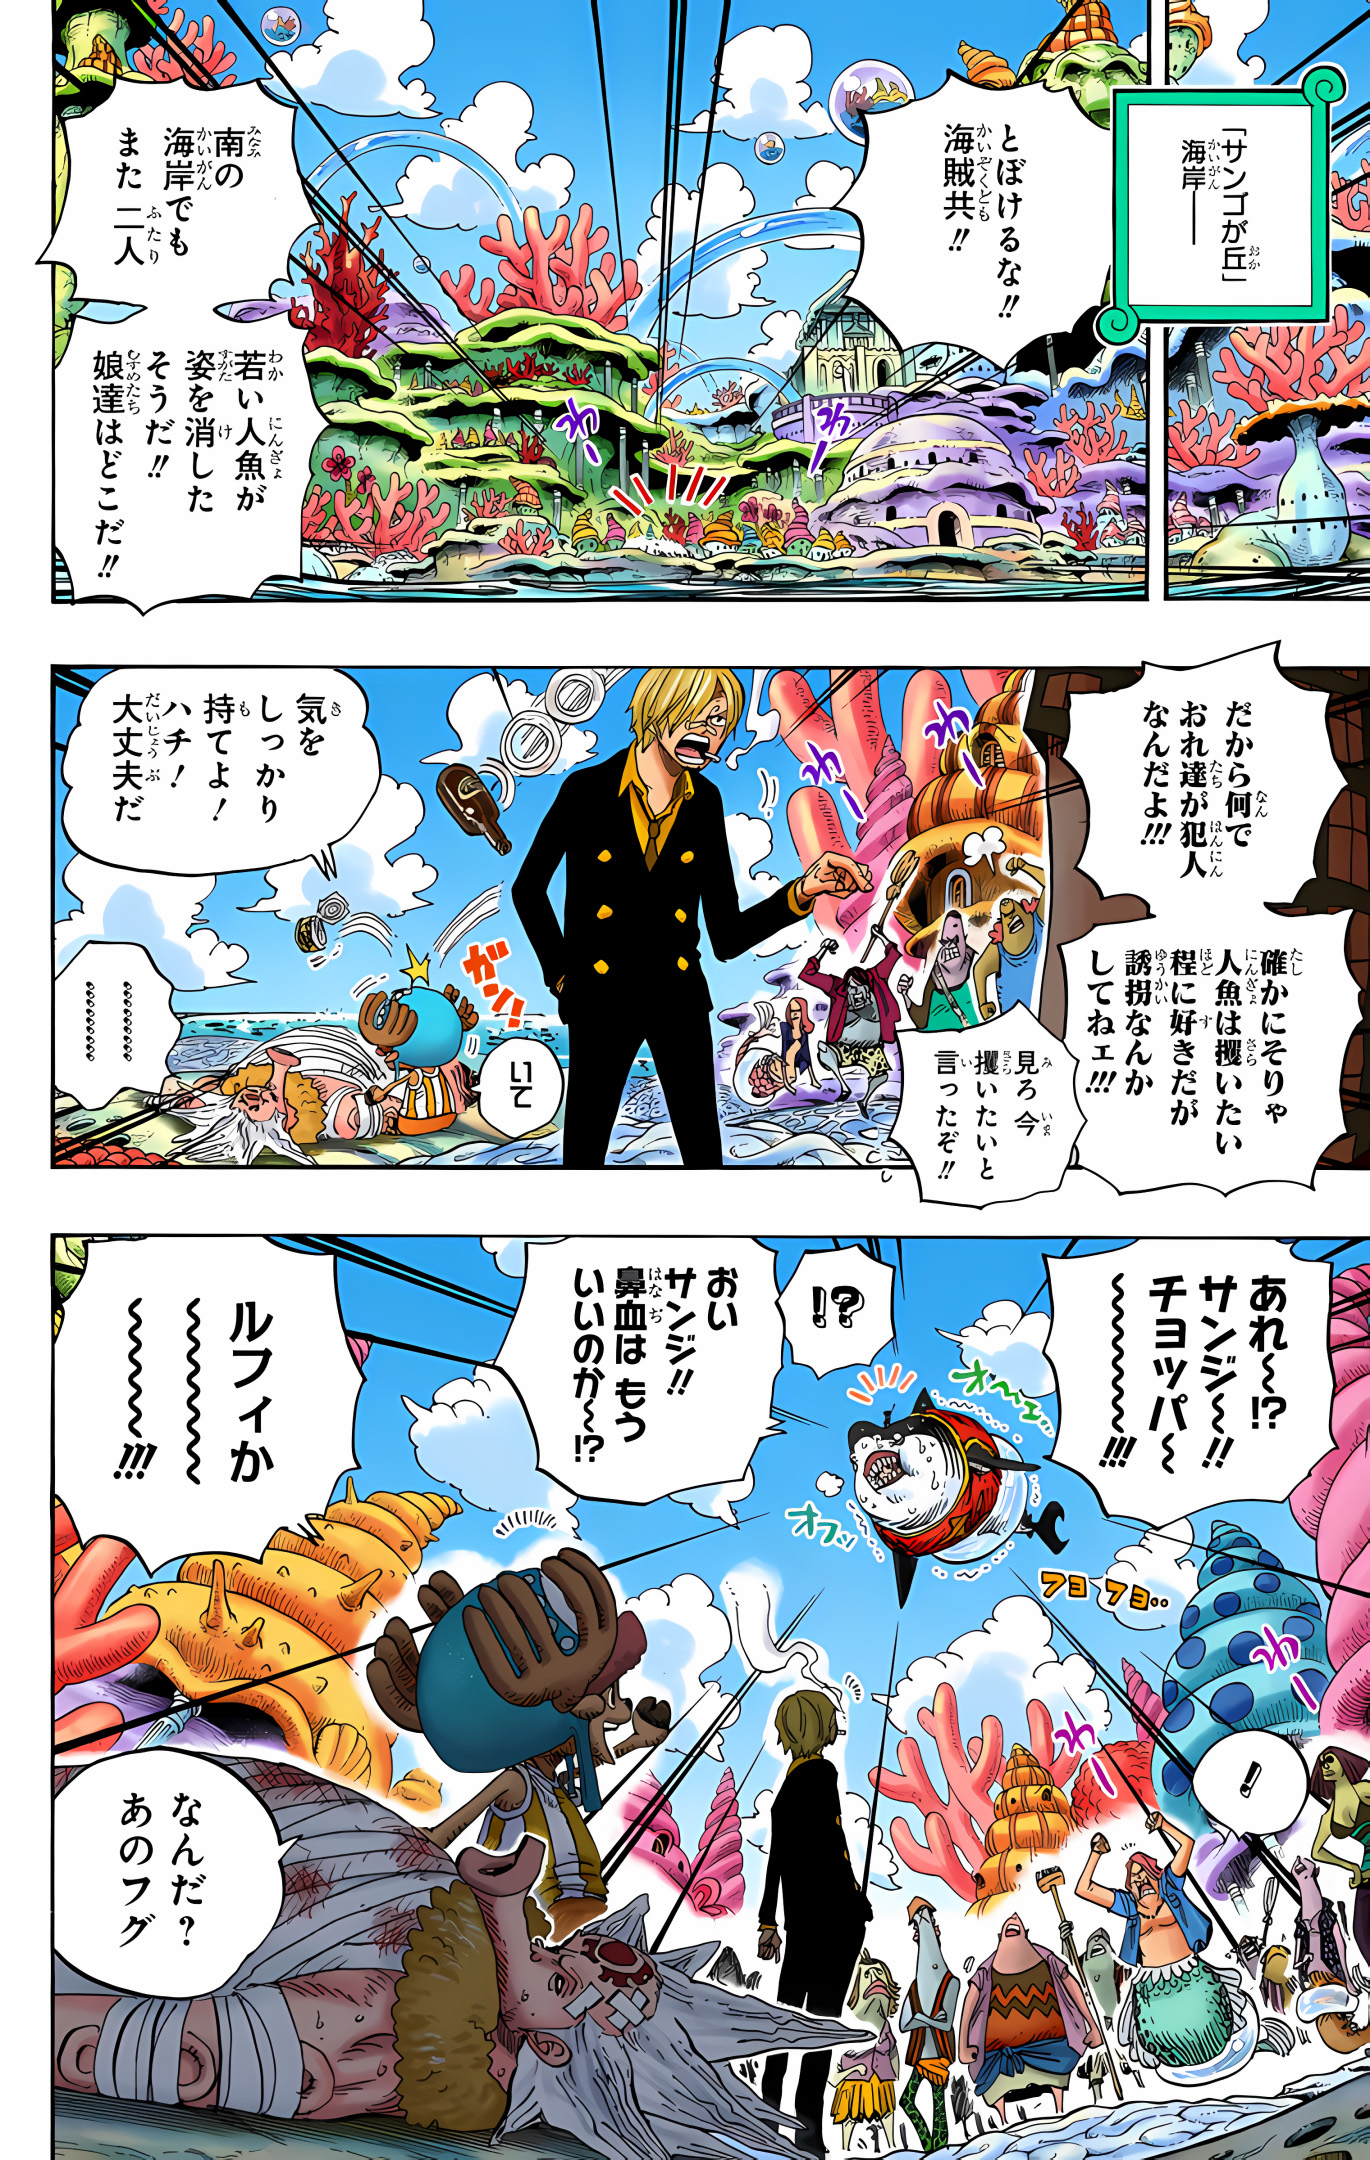 「サンゴが丘」
海岸――
とぼけるな!!
海賊共!!
南の
海岸でも
また 二人
若い人魚が
姿を消した
そうだ!!
娘達はどこだ!!
わー
わー
だから何で
おれ達が犯人
なんだよ!!!
確かにそりゃ
人魚は攫いたい
程に好きだが
誘拐なんか
してねェ!!!
見ろ 今
攫いたいと
言ったぞ!!
わー
わー
気を
しっかり
持てよ!
ハチ!
大丈夫だ
ガン!
いて
………
………
あれ〜!?
サンジ〜!!
チョッパ〜
〜〜〜!!!
!?
おい
サンジ!!
鼻血は もう
いいのか〜!?
オ〜エ…
オフッ
フヨ フヨ‥
ルフィか
〜〜〜〜
〜〜〜!!!
わー
わー
!
なんだ?
あのフグ